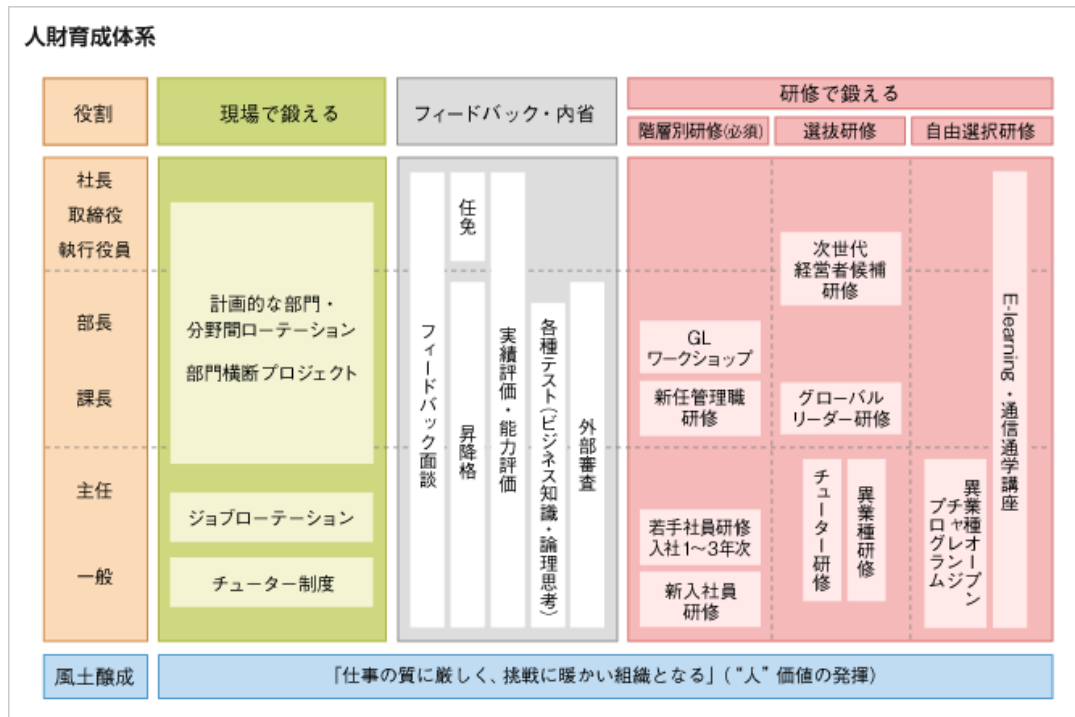 人財育成体系
役割
現場で鍛える
フィードバック・内省
研修で鍛える
階層別研修(必須)
選抜研修
自由選択研修
社長
取締役
執行役員
部長
課長
主任
一般
計画的な部門・
分野間ローテーション
部門横断プロジェクト
ジョブローテーション
チューター制度
フィードバック面談
任免
昇降格
実績評価・能力評価
各種テスト(ビジネス知識・論理思考)
外部審査
GL
ワークショップ
新任管理職
研修
若手社員研修
入社1〜3年次
新入社員
研修
次世代
経営者候補
研修
グローバル
リーダー研修
チューター研修
異業種研修
異業種オープン
チャレンジ
プログラム
E-learning・通信通学講座
風土醸成
「仕事の質に厳しく、挑戦に暖かい組織となる」(“人”価値の発揮)